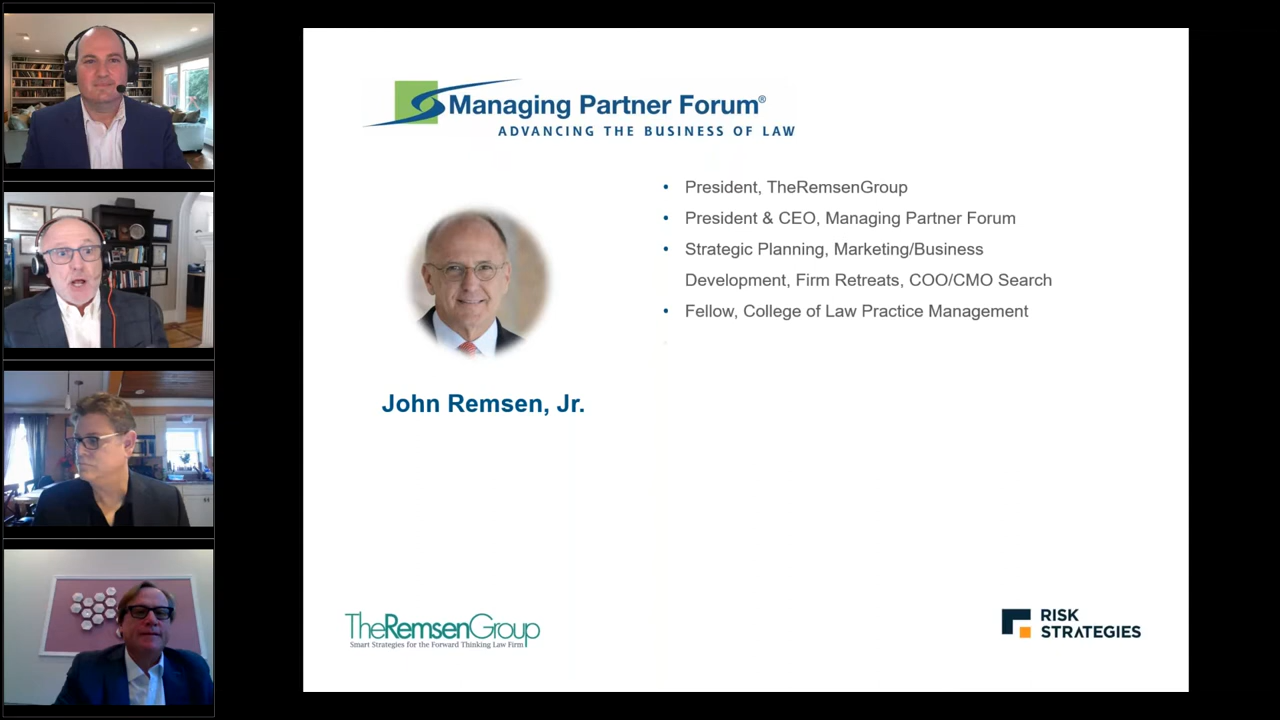 Managing Partner Forum®
ADVANCING THE BUSINESS OF LAW
• President, TheRemsenGroup
• President & CEO, Managing Partner Forum
• Strategic Planning, Marketing/Business
Development, Firm Retreats, COO/CMO Search
• Fellow, College of Law Practice Management
John Remsen, Jr.
TheRemsenGroup
Smart Strategies for the Forward Thinking Law Firm
RISK
STRATEGIES